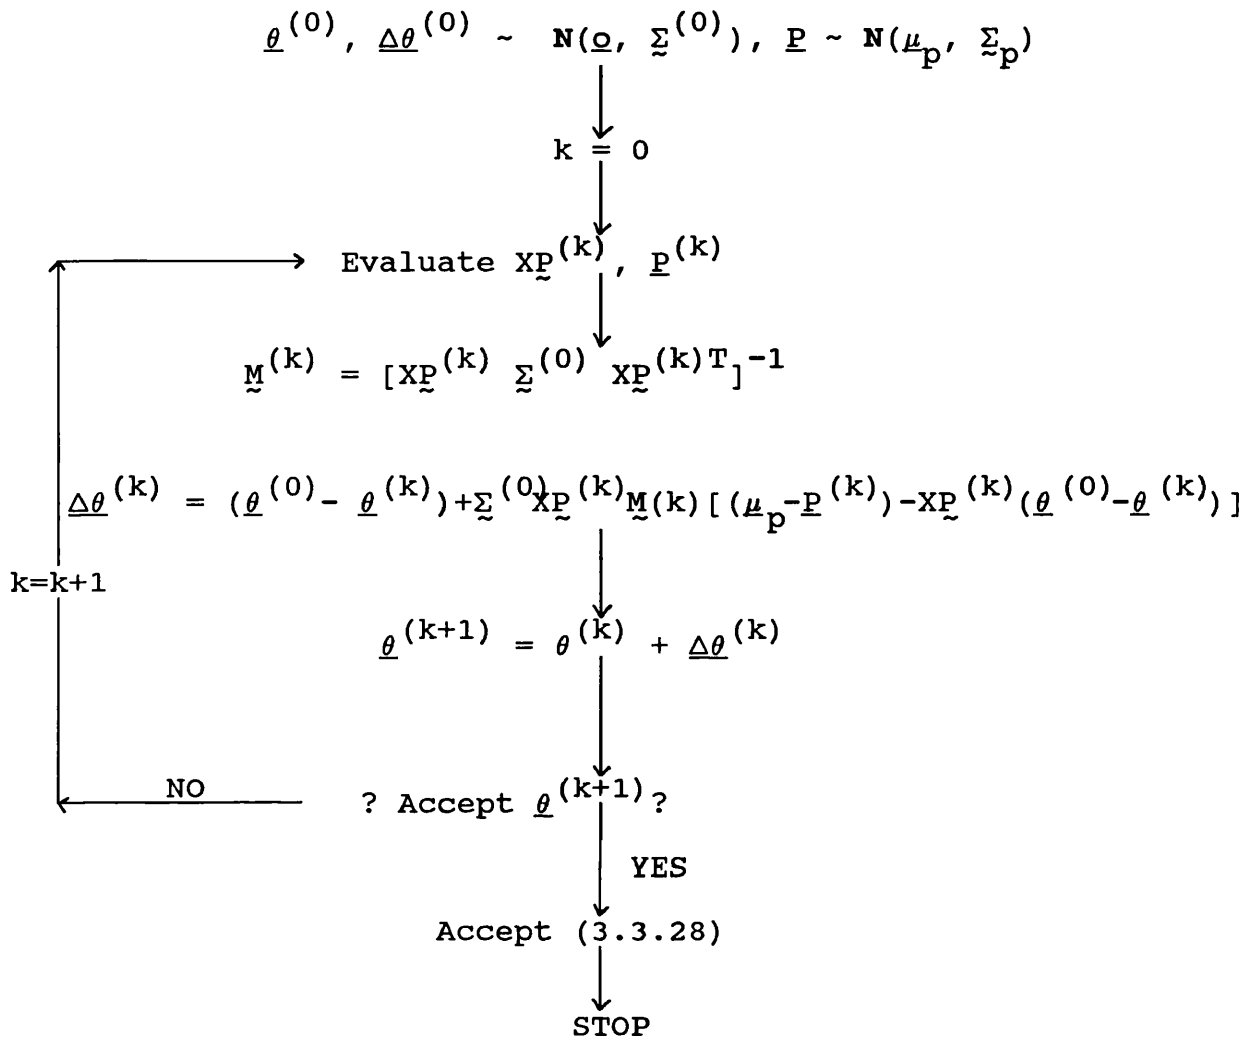 θ^(0), Δθ^(0) ~ N(o, Σ^(0)), P ~ N(μ_p, Σ_p)
k = 0
Evaluate XP^(k), P^(k)
M^(k) = [XP^(k) Σ^(0) XP^(k)T]^-1
Δθ^(k) = (θ^(0)- θ^(k))+Σ^(0)XP^(k)M(k)[(μ_p-P^(k))-XP^(k)(θ^(0)-θ^(k))]
k=k+1
θ^(k+1) = θ^(k) + Δθ^(k)
NO
? Accept θ^(k+1)?
YES
Accept (3.3.28)
STOP